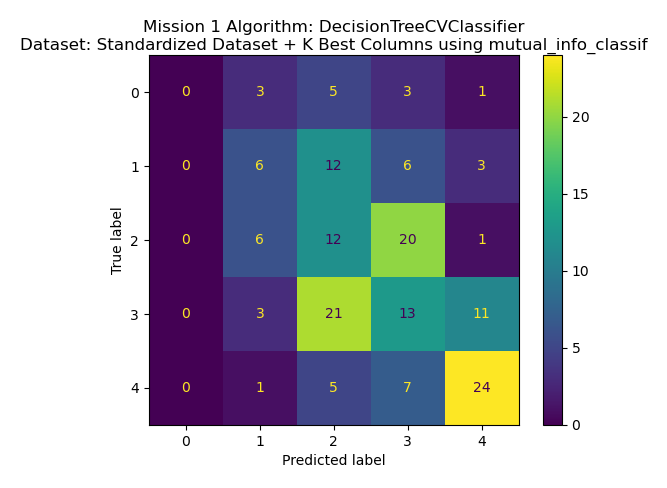 Mission 1 Algorithm: DecisionTreeCVClassifier
Dataset: Standardized Dataset + K Best Columns using mutual_info_classif
0 0 3 5 3 1
1 0 6 12 6 3
2 0 6 12 20 1
3 0 3 21 13 11
4 0 1 5 7 24
0 1 2 3 4
True label
Predicted label
20
15
10
5
0